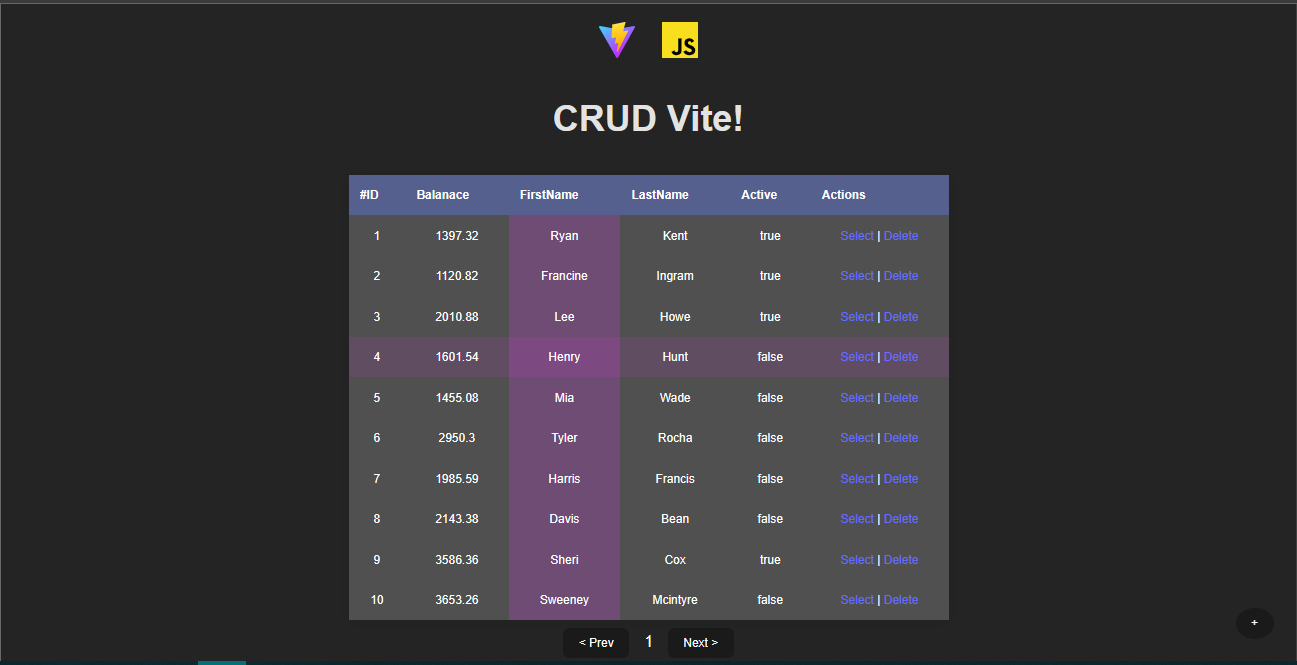 JS
CRUD Vite!
#ID Balanace FirstName LastName Active Actions
1 1397.32 Ryan Kent true Select | Delete
2 1120.82 Francine Ingram true Select | Delete
3 2010.88 Lee Howe true Select | Delete
4 1601.54 Henry Hunt false Select | Delete
5 1455.08 Mia Wade false Select | Delete
6 2950.3 Tyler Rocha false Select | Delete
7 1985.59 Harris Francis false Select | Delete
8 2143.38 Davis Bean false Select | Delete
9 3586.36 Sheri Cox true Select | Delete
10 3653.26 Sweeney Mcintyre false Select | Delete
+
< Prev 1 Next >